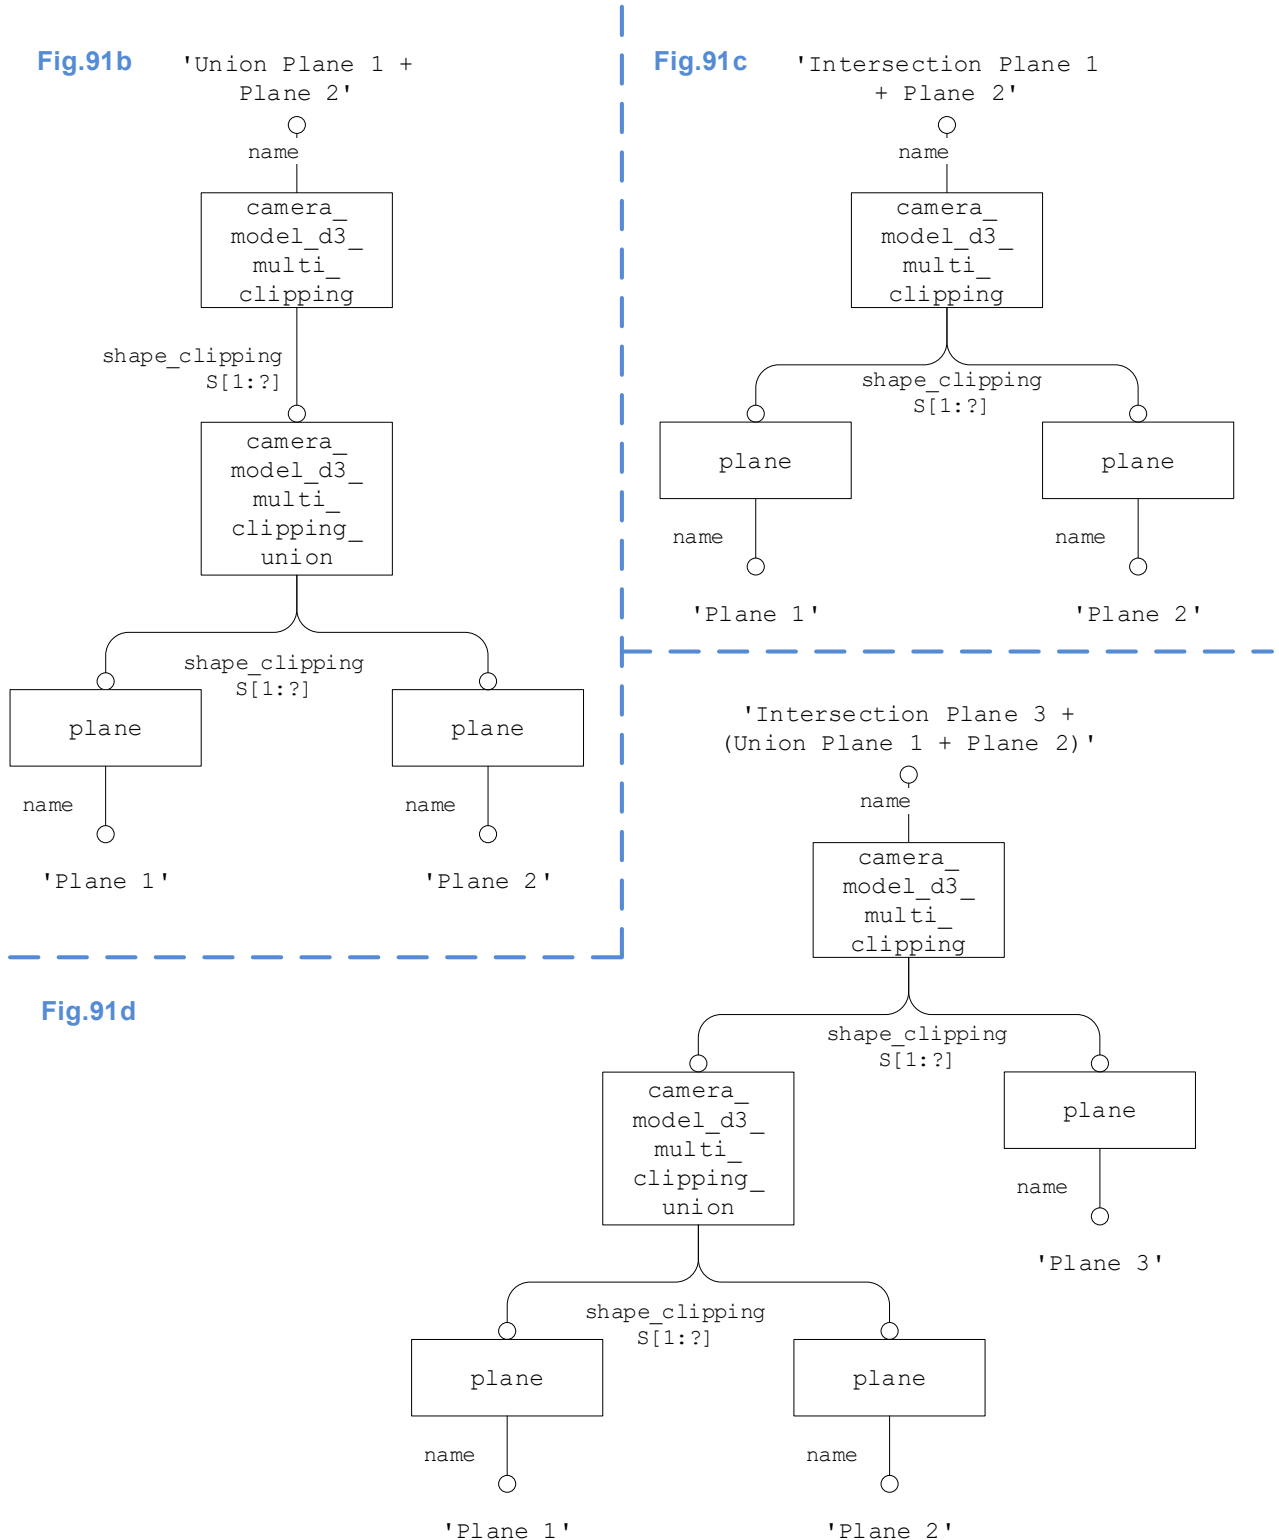 Fig.91b
'Union Plane 1 +
Plane 2'
name
camera_
model_d3_
multi_
clipping
shape_clipping
S[1:?]
camera_
model_d3_
multi_
clipping_
union
shape_clipping
S[1:?]
plane
plane
name
name
'Plane 1'
'Plane 2'
Fig.91c
'Intersection Plane 1
+ Plane 2'
name
camera_
model_d3_
multi_
clipping
shape_clipping
S[1:?]
plane
plane
name
name
'Plane 1'
'Plane 2'
Fig.91d
'Intersection Plane 3 +
(Union Plane 1 + Plane 2)'
name
camera_
model_d3_
multi_
clipping
shape_clipping
S[1:?]
camera_
model_d3_
multi_
clipping_
union
plane
name
'Plane 3'
shape_clipping
S[1:?]
plane
plane
name
name
'Plane 1'
'Plane 2'